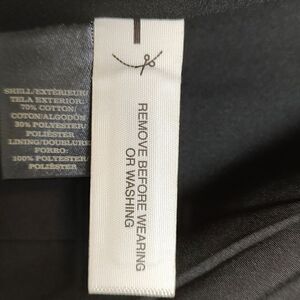 SHELL/EXTÉRIEUR/
TELA EXTERIOR:
70% COTTON/
COTON/ALGODÓN
30% POLYESTER/
POLIÉSTER
LINING/DOUBLURE/
FORRO:
100% POLYESTER/
POLIÉSTER
REMOVE BEFORE WEARING
OR WASHING